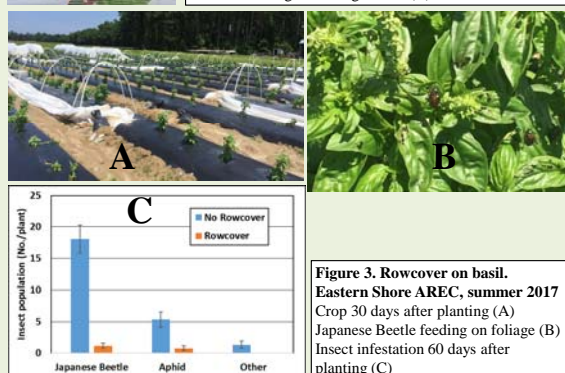 A
B
C
Insect population (No./plant)
25
20
15
10
5
0
No Rowcover
Rowcover
Japanese Beetle
Aphid
Other
Figure 3. Rowcover on basil.
Eastern Shore AREC, summer 2017
Crop 30 days after planting (A)
Japanese Beetle feeding on foliage (B)
Insect infestation 60 days after
planting (C)